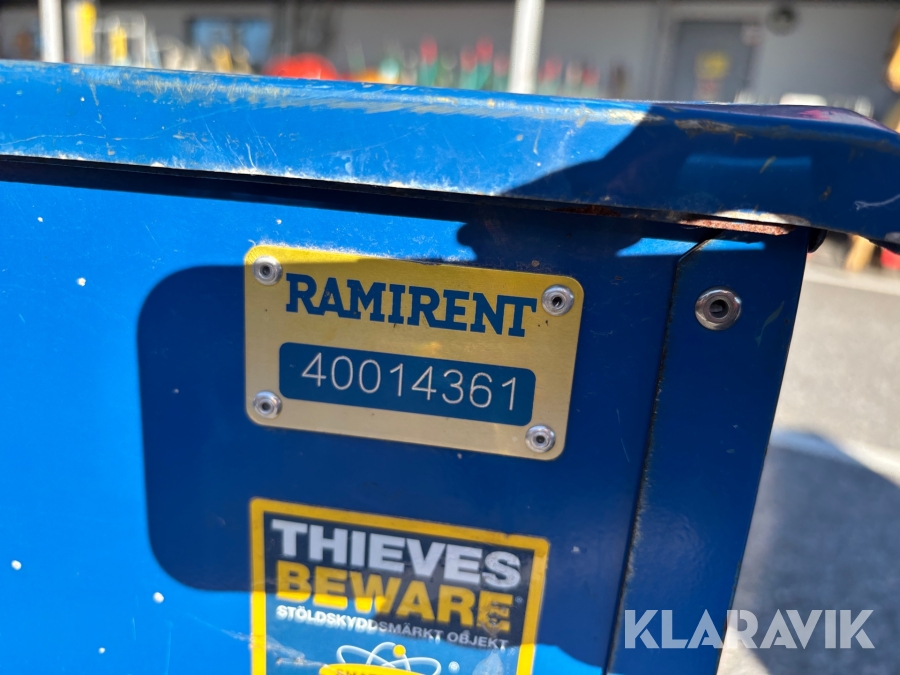 RAMIRENT
40014361
THIEVES
BEWARE
STÖLDSKYDDSMÄRKT OBJEKT
KLARAVIK